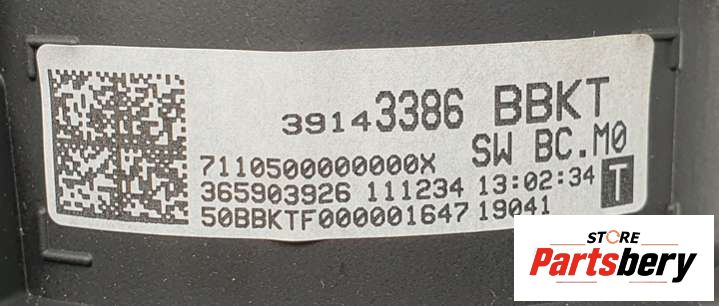 39143386 BBKT
SW BC.M0
7110500000000X
365903926 111234 13:02:34
50BBKTF000001647 19041
T
STORE
Partsbery